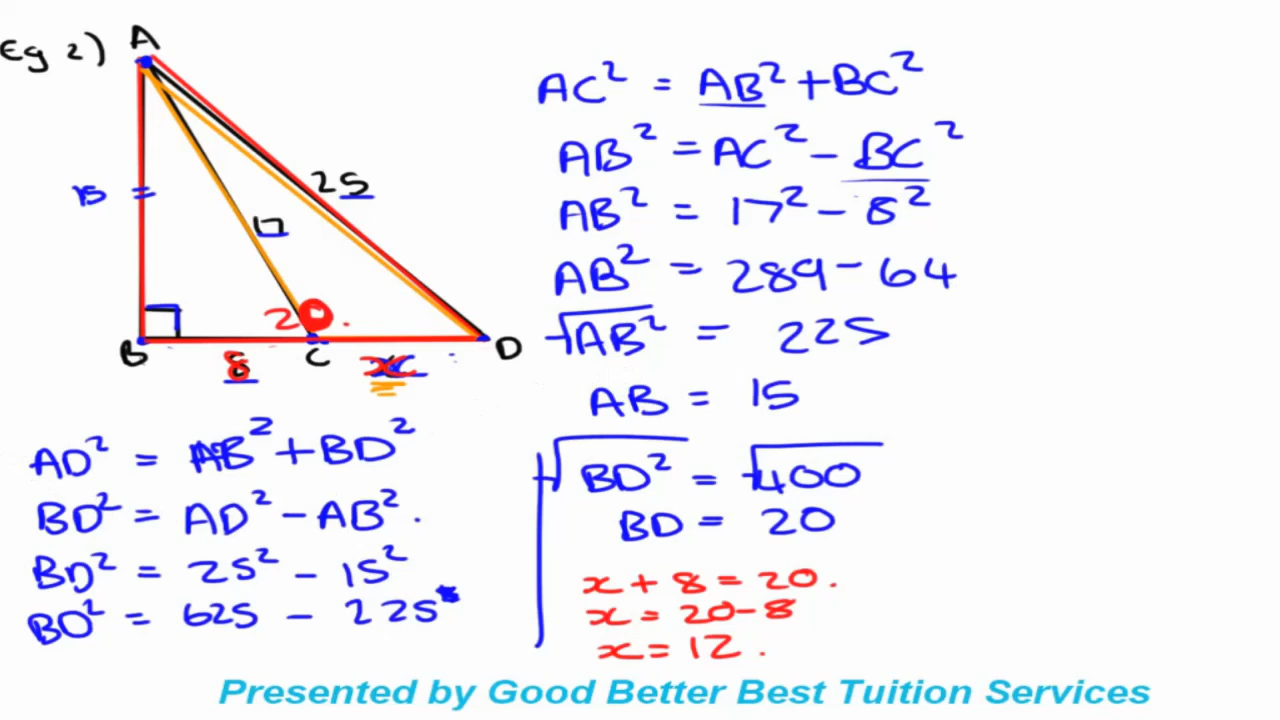 Eg 2)
A
15
25
17
20.
B
8
C
x
D
AC² = AB² + BC²
AB² = AC² - BC²
AB² = 17² - 8²
AB² = 289 - 64
√AB² = 225
AB = 15
AD² = AB² + BD²
BD² = AD² - AB².
BD² = 25² - 15²
BD² = 625 - 225
√BD² = √400
BD = 20
x + 8 = 20.
x = 20 - 8
x = 12.
Presented by Good Better Best Tuition Services